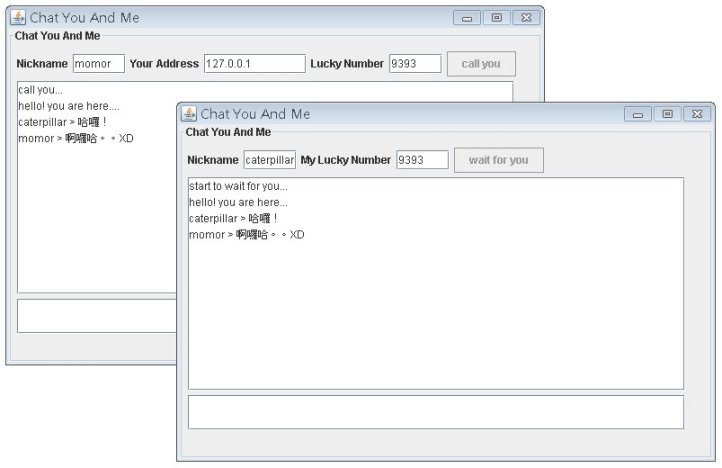 Chat You And Me
Chat You And Me
Nickname momor Your Address 127.0.0.1 Lucky Number 9393 call you
call you...
hello! you are here....
caterpillar > 哈囉！
momor > 啊囉哈。。XD
Chat You And Me
Chat You And Me
Nickname caterpillar My Lucky Number 9393 wait for you
start to wait for you...
hello! you are here...
caterpillar > 哈囉！
momor > 啊囉哈。。XD